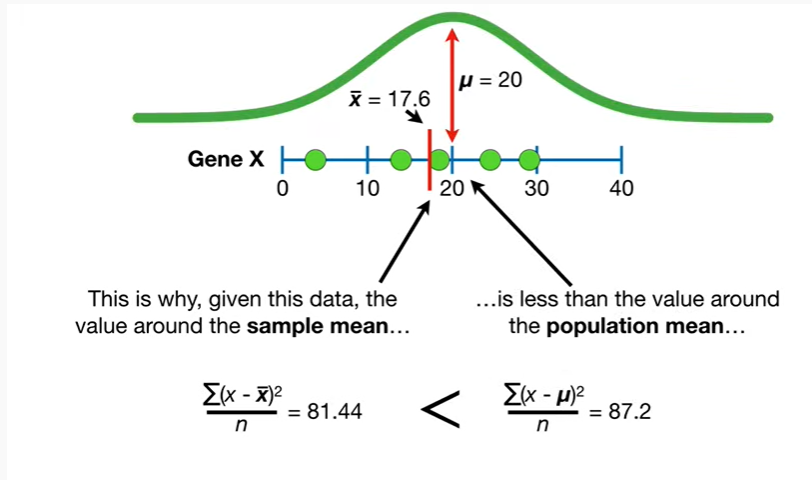 μ = 20
x̄ = 17.6
Gene X
0 10 20 30 40
This is why, given this data, the
value around the sample mean…
…is less than the value around
the population mean…
∑(x - x̄)²
n
= 81.44
<
∑(x - μ)²
n
= 87.2